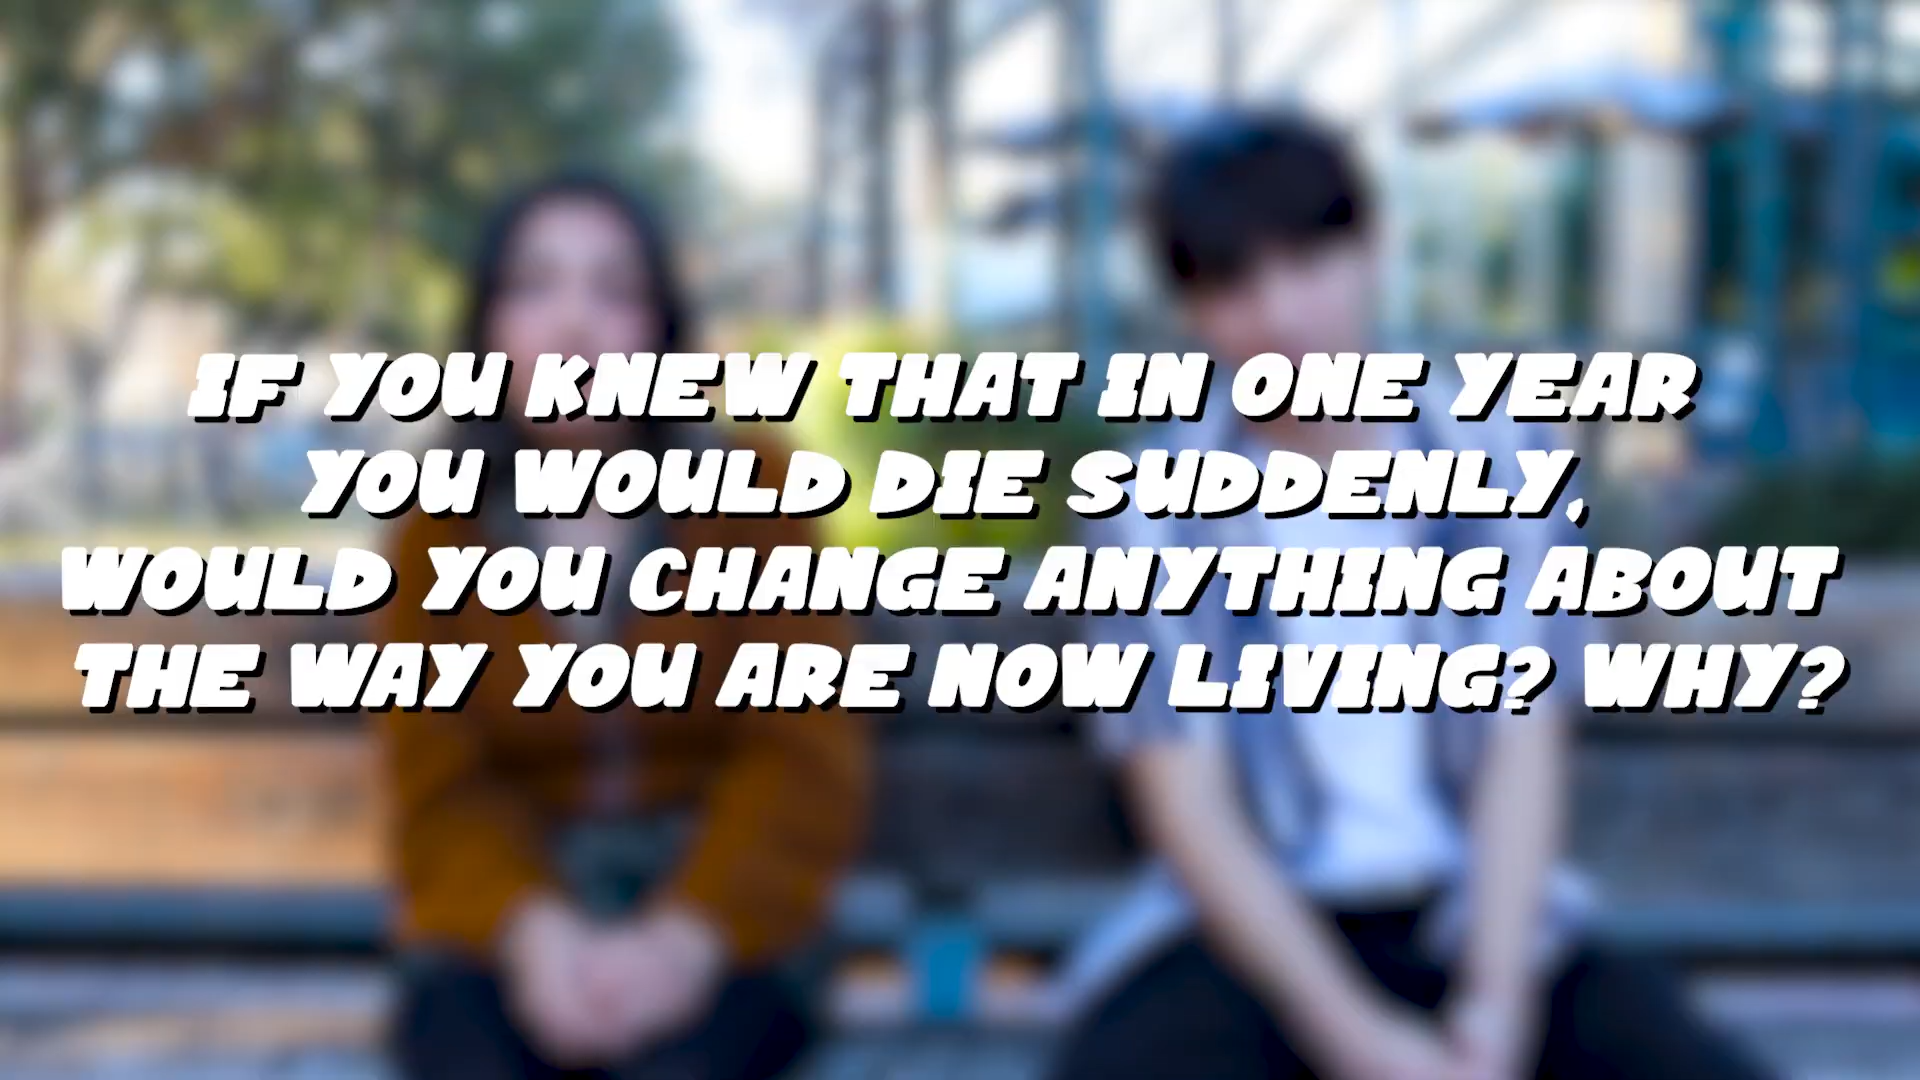 IF YOU KNEW THAT IN ONE YEAR
YOU WOULD DIE SUDDENLY,
WOULD YOU CHANGE ANYTHING ABOUT
THE WAY YOU ARE NOW LIVING? WHY?